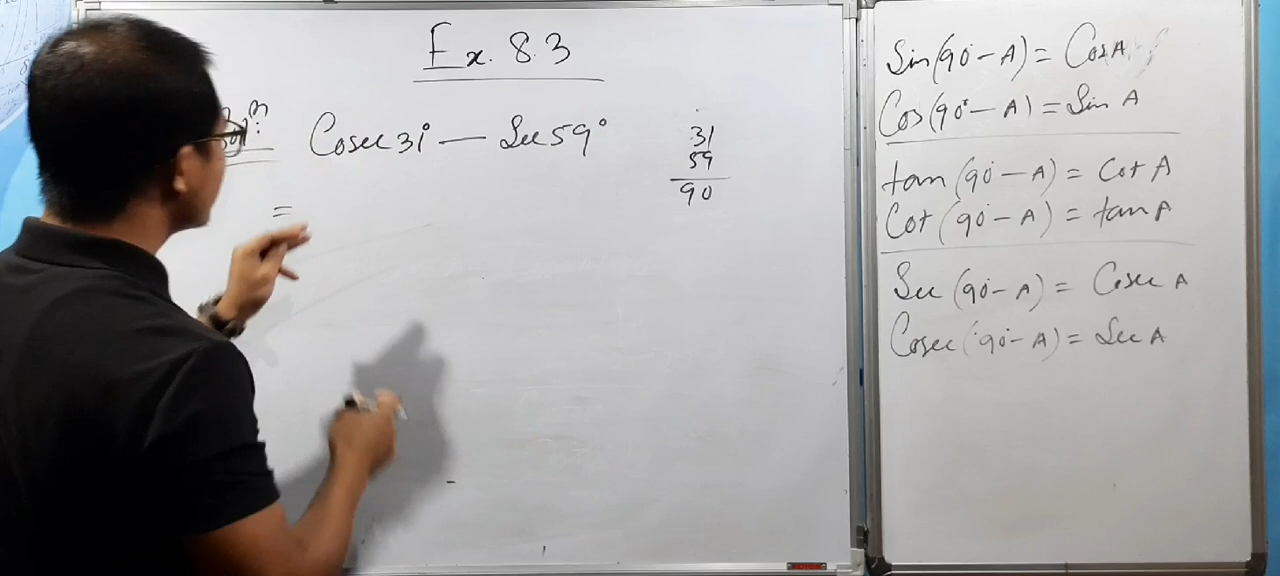 Ex. 8.3
Cosec 31° — Sec 59°
=
31
59
90
Sin(90°-A) = Cos A
Cos(90°-A) = Sin A
tan(90°-A) = Cot A
Cot(90°-A) = tan A
Sec(90°-A) = Cosec A
Cosec(90°-A) = Sec A